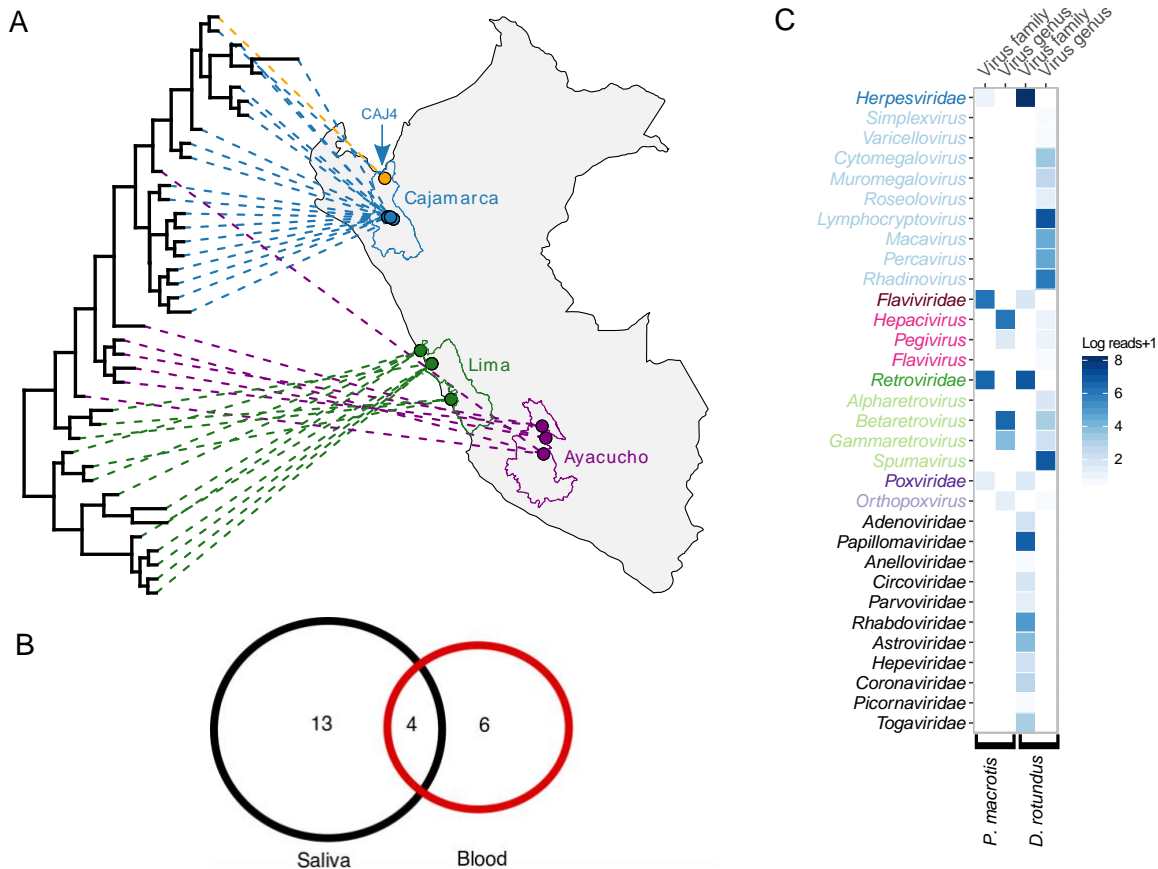 A
CAJ4
Cajamarca
Lima
Ayacucho
B
13
4
6
Saliva
Blood
C
Virus family
Virus genus
Virus family
Virus genus
Herpesviridae
Simplexvirus
Varicellovirus
Cytomegalovirus
Muromegalovirus
Roseolovirus
Lymphocryptovirus
Macavirus
Percavirus
Rhadinovirus
Flaviviridae
Hepacivirus
Pegivirus
Flavivirus
Retroviridae
Alpharetrovirus
Betaretrovirus
Gammaretrovirus
Spumavirus
Poxviridae
Orthopoxvirus
Adenoviridae
Papillomaviridae
Anelloviridae
Circoviridae
Parvoviridae
Rhabdoviridae
Astroviridae
Hepeviridae
Coronaviridae
Picornaviridae
Togaviridae
P. macrotis
D. rotundus
Log reads+1
8
6
4
2